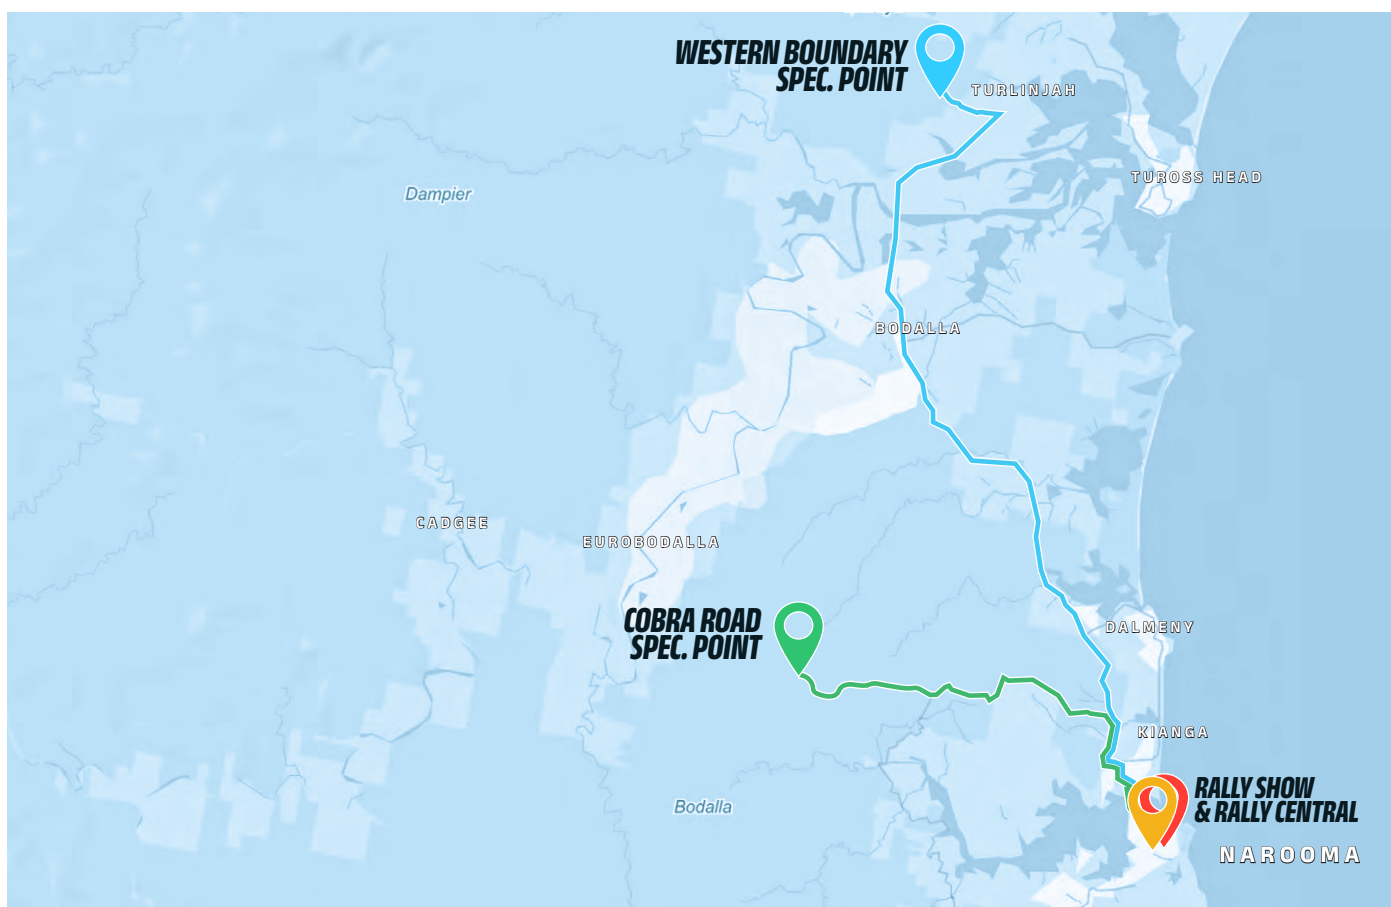 WESTERN BOUNDARY
SPEC. POINT
TURLINJAH
TUROSS HEAD
Dampier
BODALLA
CADGEE
EUROBODALLA
COBRA ROAD
SPEC. POINT
DALMENY
KIANGA
RALLY SHOW
& RALLY CENTRAL
Bodalla
NAROOMA